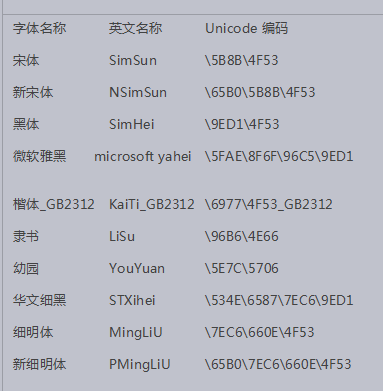 字体名称 英文名称 Unicode 编码
宋体 SimSun \5B8B\4F53
新宋体 NSimSun \65B0\5B8B\4F53
黑体 SimHei \9ED1\4F53
微软雅黑 microsoft yahei \5FAE\8F6F\96C5\9ED1
楷体_GB2312 KaiTi_GB2312 \6977\4F53_GB2312
隶书 LiSu \96B6\4E66
幼园 YouYuan \5E7C\5706
华文细黑 STXihei \534E\6587\7EC6\9ED1
细明体 MingLiU \7EC6\660E\4F53
新细明体 PMingLiU \65B0\7EC6\660E\4F53